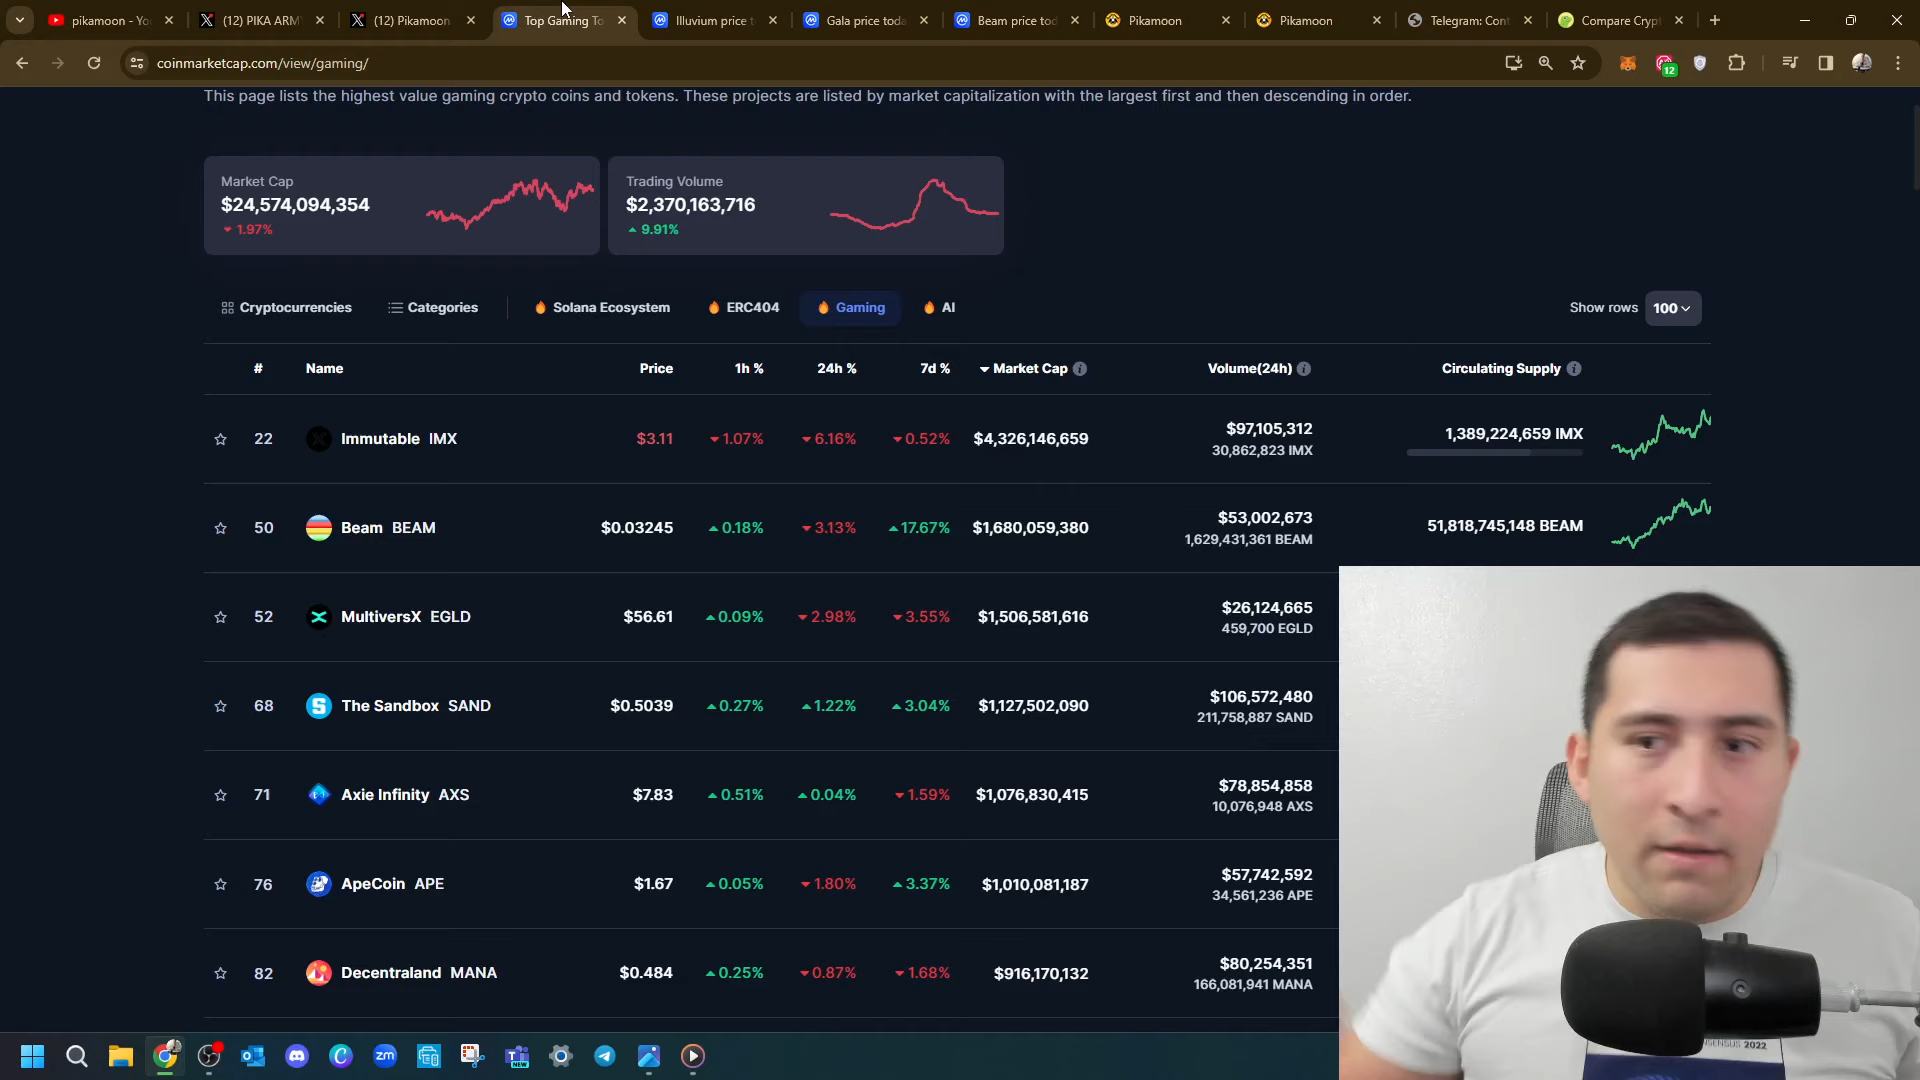 pikamoon - Yo
(12) PIKA ARM
(12) Pikamoon
Top Gaming To
Illuvium price t
Gala price toda
Beam price tod
Pikamoon
Pikamoon
Telegram: Cont
Compare Crypt
coinmarketcap.com/view/gaming/
12
This page lists the highest value gaming crypto coins and tokens. These projects are listed by market capitalization with the largest first and then descending in order.
Market Cap
$24,574,094,354
1.97%
Trading Volume
$2,370,163,716
9.91%
Cryptocurrencies Categories Solana Ecosystem ERC404 Gaming AI Show rows 100
# Name Price 1h % 24h % 7d % Market Cap Volume(24h) Circulating Supply
22 Immutable IMX $3.11 1.07% 6.16% 0.52% $4,326,146,659 $97,105,312 1,389,224,659 IMX
30,862,823 IMX
50 Beam BEAM $0.03245 0.18% 3.13% 17.67% $1,680,059,380 $53,002,673 51,818,745,148 BEAM
1,629,431,361 BEAM
52 MultiversX EGLD $56.61 0.09% 2.98% 3.55% $1,506,581,616 $26,124,665
459,700 EGLD
68 The Sandbox SAND $0.5039 0.27% 1.22% 3.04% $1,127,502,090 $106,572,480
211,758,887 SAND
71 Axie Infinity AXS $7.83 0.51% 0.04% 1.59% $1,076,830,415 $78,854,858
10,076,948 AXS
76 ApeCoin APE $1.67 0.05% 1.80% 3.37% $1,010,081,187 $57,742,592
34,561,236 APE
82 Decentraland MANA $0.484 0.25% 0.87% 1.68% $916,170,132 $80,254,351
166,081,941 MANA
zm
NEW
2022